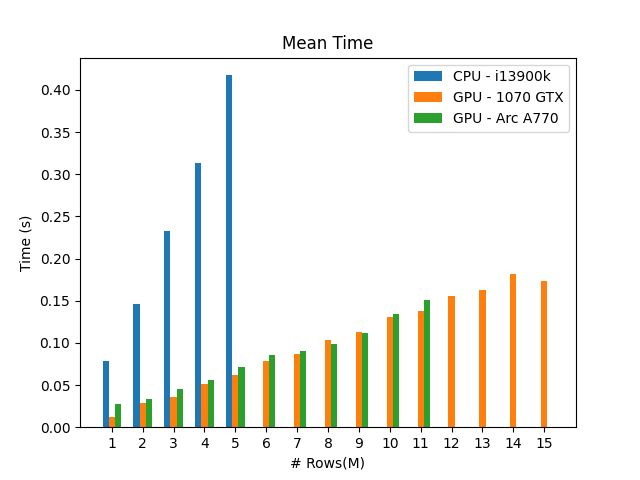 Mean Time
CPU - i13900k
GPU - 1070 GTX
GPU - Arc A770
0.40
0.35
0.30
0.25
0.20
0.15
0.10
0.05
0.00
Time (s)
1 2 3 4 5 6 7 8 9 10 11 12 13 14 15
# Rows(M)